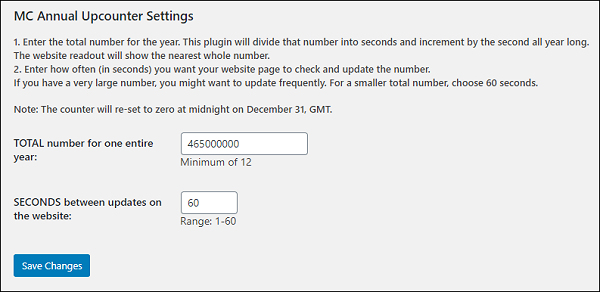 MC Annual Upcounter Settings
1. Enter the total number for the year. This plugin will divide that number into seconds and increment by the second all year long.
The website readout will show the nearest whole number.
2. Enter how often (in seconds) you want your website page to check and update the number.
If you have a very large number, you might want to update frequently. For a smaller total number, choose 60 seconds.
Note: The counter will re-set to zero at midnight on December 31, GMT.
TOTAL number for one entire
year:
465000000
Minimum of 12
SECONDS between updates on
the website:
60
Range: 1-60
Save Changes